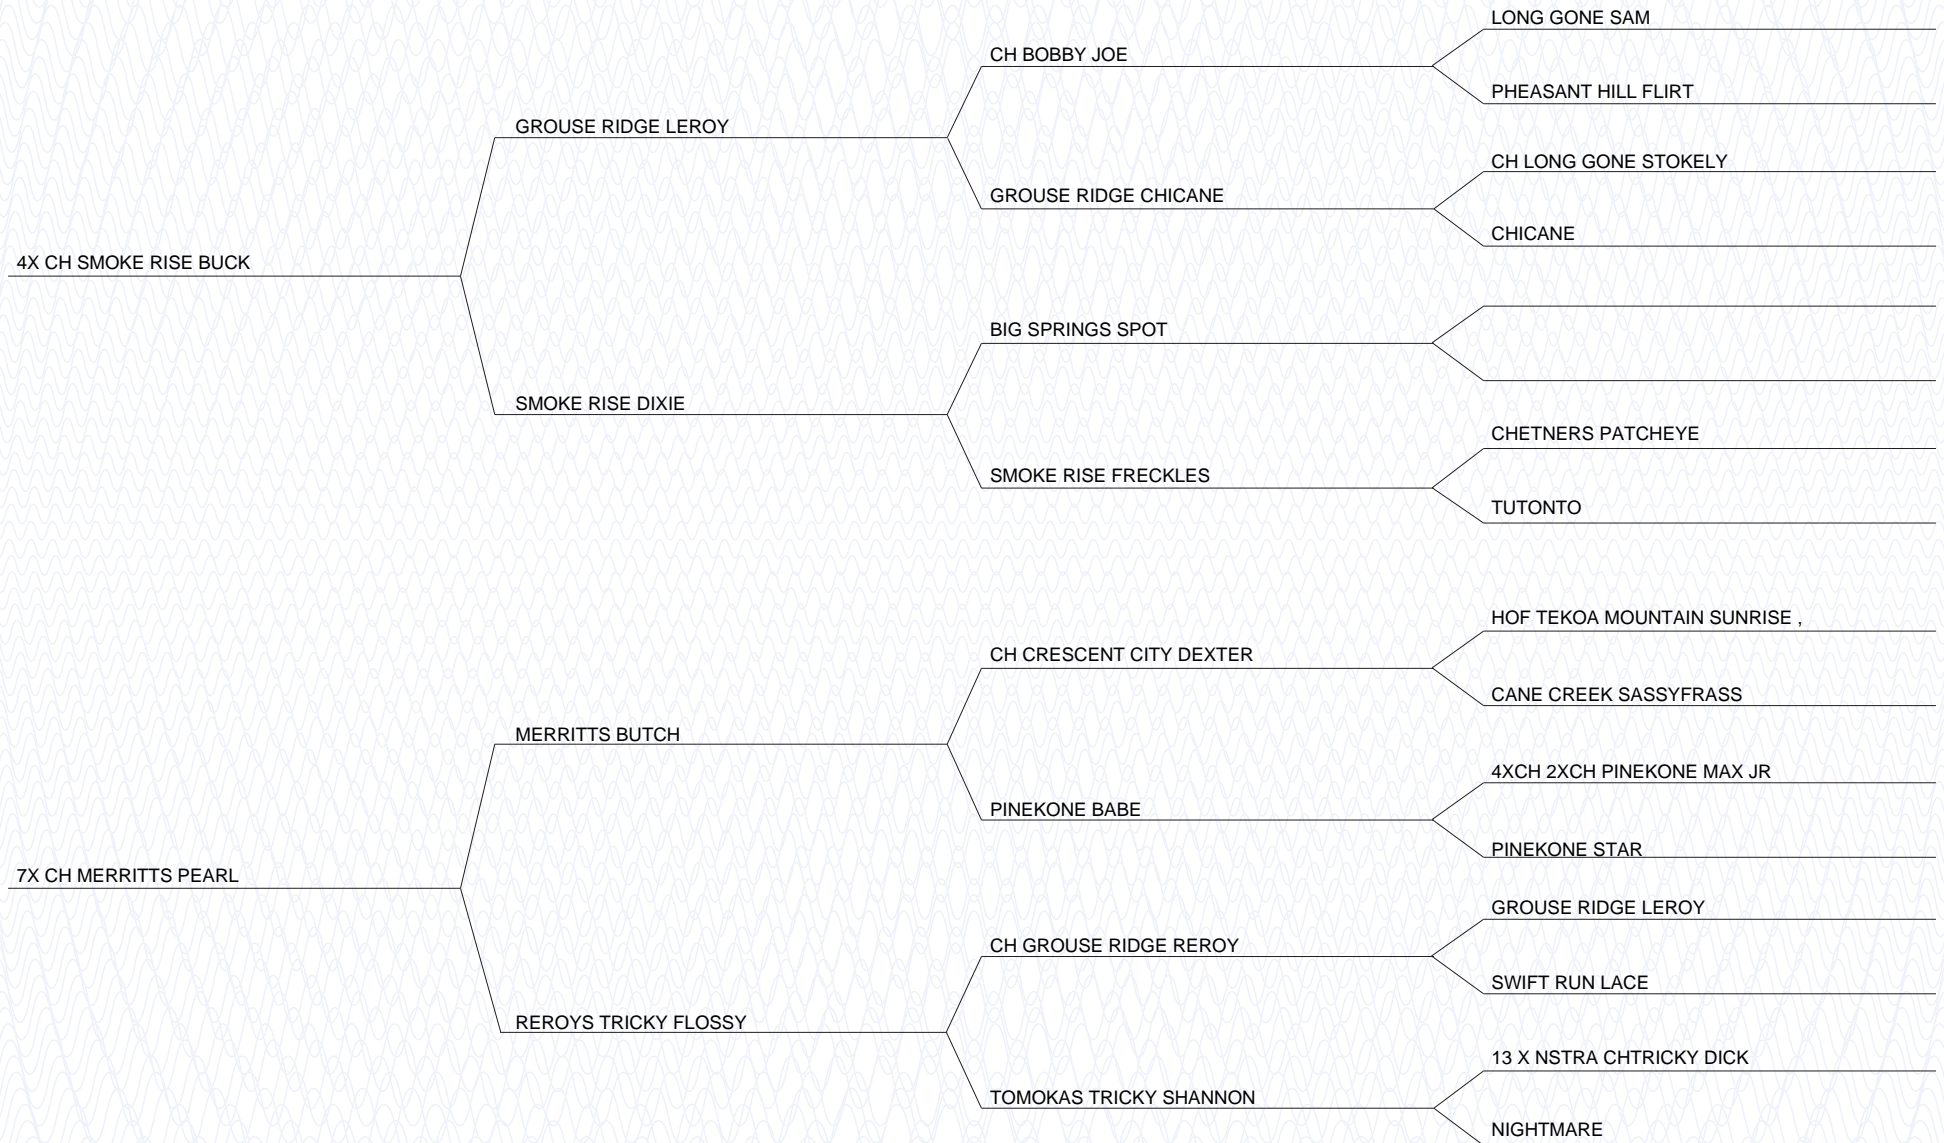 LONG GONE SAM
CH BOBBY JOE
PHEASANT HILL FLIRT
GROUSE RIDGE LEROY
CH LONG GONE STOKELY
GROUSE RIDGE CHICANE
CHICANE
4X CH SMOKE RISE BUCK
BIG SPRINGS SPOT
SMOKE RISE DIXIE
CHETNERS PATCHEYE
SMOKE RISE FRECKLES
TUTONTO
HOF TEKOA MOUNTAIN SUNRISE ,
CH CRESCENT CITY DEXTER
CANE CREEK SASSYFRASS
MERRITTS BUTCH
4XCH 2XCH PINEKONE MAX JR
PINEKONE BABE
PINEKONE STAR
7X CH MERRITTS PEARL
GROUSE RIDGE LEROY
CH GROUSE RIDGE REROY
SWIFT RUN LACE
REROYS TRICKY FLOSSY
13 X NSTRA CHTRICKY DICK
TOMOKAS TRICKY SHANNON
NIGHTMARE